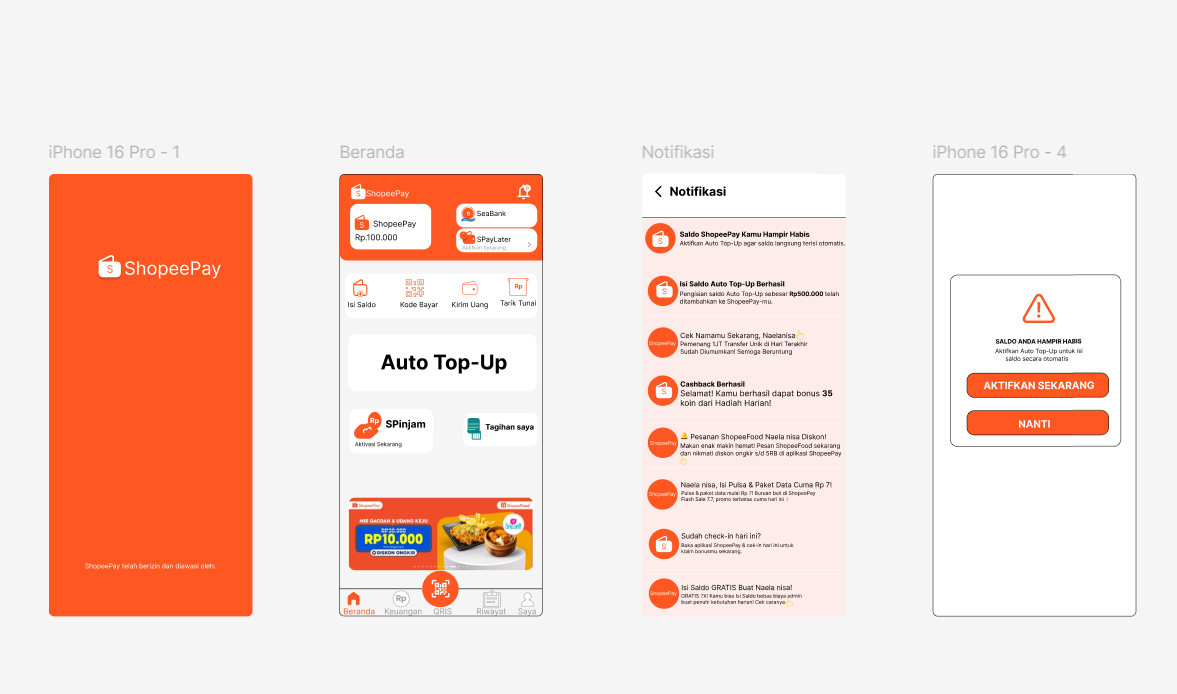 iPhone 16 Pro - 1
ShopeePay
ShopeePay telah berizin dan diawasi oleh:
Beranda
ShopeePay
ShopeePay
Rp.100.000
SeaBank
SPayLater
Aktifkan Sekarang
Isi Saldo
Kode Bayar
Kirim Uang
Rp
Tarik Tunai
Auto Top-Up
Rp
SPinjam
Aktivasi Sekarang
Tagihan saya
ShopeePay
ShopeeFood
MIE GACOAN & UDANG KEJU
RP30.000
RP10.000
+DISKON ONGKIR
Beranda
Rp
Keuangan
QRIS
Riwayat
Saya
Notifikasi
Notifikasi
Saldo ShopeePay Kamu Hampir Habis
Aktifkan Auto Top-Up agar saldo langsung terisi otomatis.
Isi Saldo Auto Top-Up Berhasil
Pengisian saldo Auto Top-Up sebesar Rp500.000 telah
ditambahkan ke ShopeePay-mu.
ShopeePay
Cek Namamu Sekarang, Naelanisa👆
Pemenang 1JT Transfer Unik di Hari Terakhir
Sudah Diumumkan! Semoga Beruntung
Cashback Berhasil
Selamat! Kamu berhasil dapat bonus 35
koin dari Hadiah Harian!
ShopeePay
🔔 Pesanan ShopeeFood Naela nisa Diskon!
Makan enak makin hemat! Pesan ShopeeFood sekarang
dan nikmati diskon ongkir s/d 5RB di aplikasi ShopeePay
👆
ShopeePay
Naela nisa, Isi Pulsa & Paket Data Cuma Rp 7!
Pulsa & paket data mulai Rp 7! Buruan beli di ShopeePay
Flash Sale 7.7, promo terbatas cuma hari ini !
Sudah check-in hari ini?
Buka aplikasi ShopeePay & cek-in hari ini untuk
klaim bonusmu sekarang.
ShopeePay
Isi Saldo GRATIS Buat Naela nisa!
GRATIS 7X! Kamu bisa Isi Saldo bebas biaya admin
buat penuhi kebutuhan harian! Cek caranya👆
iPhone 16 Pro - 4
SALDO ANDA HAMPIR HABIS
Aktifkan Auto Top-Up untuk isi
saldo secara otomatis
AKTIFKAN SEKARANG
NANTI